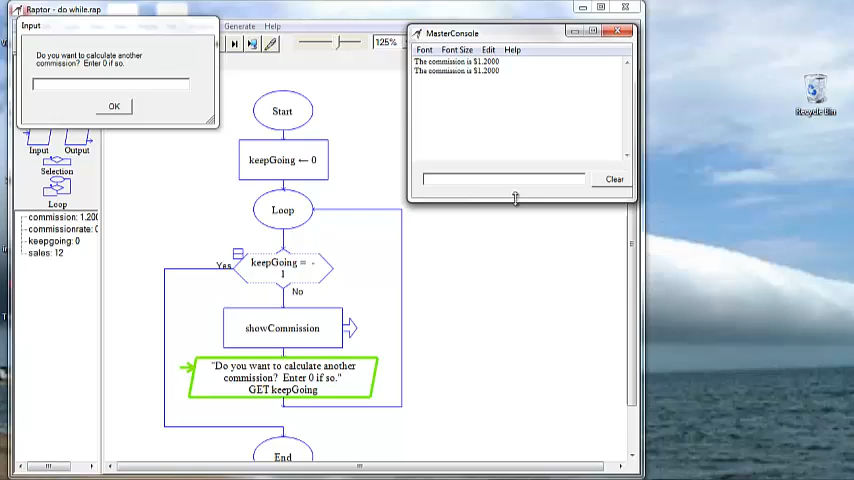 Raptor - do while.rap
Input
Do you want to calculate another
commission? Enter 0 if so.
OK
Generate Help
125%
MasterConsole
Font Font Size Edit Help
The commission is $1.2000
The commission is $1.2000
Clear
Recycle Bin
Input Output
Selection
Loop
commission: 1.200
commissionrate: 0
keepgoing: 0
sales: 12
Start
keepGoing ← 0
Loop
keepGoing = -
1
Yes
No
showCommission
"Do you want to calculate another
commission? Enter 0 if so."
GET keepGoing
End